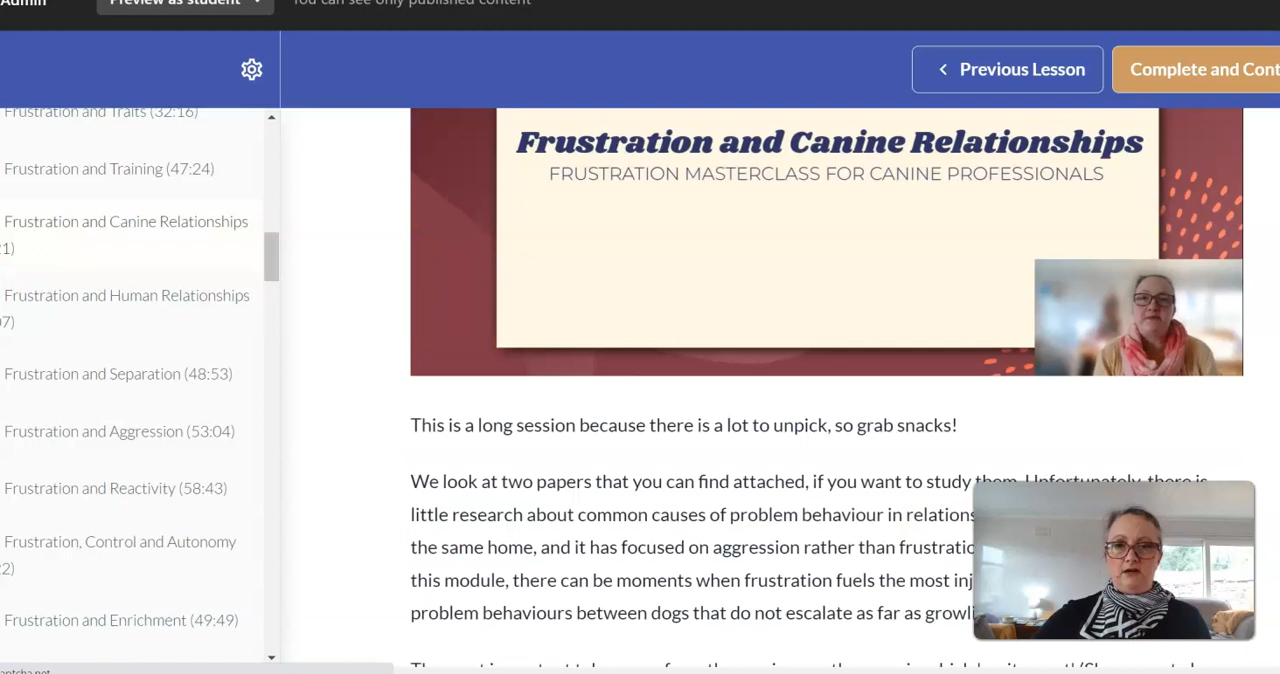 Admin
Preview as student
You can see only published content
Previous Lesson
Complete and Cont
Frustration and Traits (32:16)
Frustration and Training (47:24)
Frustration and Canine Relationships
21)
Frustration and Human Relationships
07)
Frustration and Separation (48:53)
Frustration and Aggression (53:04)
Frustration and Reactivity (58:43)
Frustration, Control and Autonomy
22)
Frustration and Enrichment (49:49)
Frustration and Canine Relationships
FRUSTRATION MASTERCLASS FOR CANINE PROFESSIONALS
This is a long session because there is a lot to unpick, so grab snacks!
We look at two papers that you can find attached, if you want to study them. Unfortunately, there is
little research about common causes of problem behaviour in relations
the same home, and it has focused on aggression rather than frustratio
this module, there can be moments when frustration fuels the most inj
problem behaviours between dogs that do not escalate as far as growli